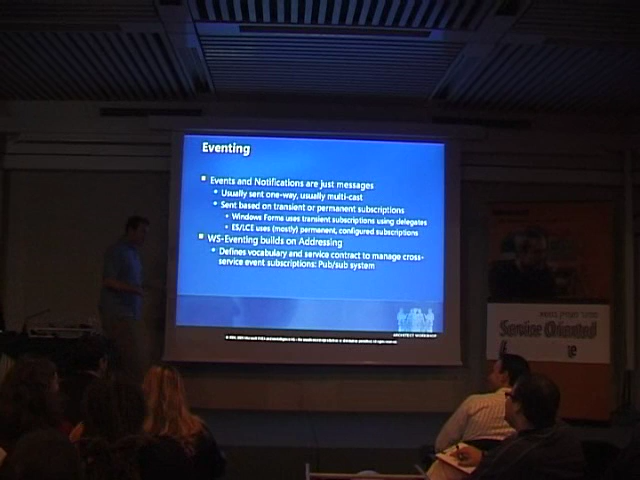 Eventing
Events and Notifications are just messages
Usually sent one-way, usually multi-cast
Sent based on transient or permanent subscriptions
Windows Forms uses transient subscriptions using delegates
ES/LCE uses (mostly) permanent, configured subscriptions
WS-Eventing builds on Addressing
Defines vocabulary and service contract to manage cross-
service event subscriptions: Pub/sub system
ARCHITECT WORKSHOP
Service Oriented